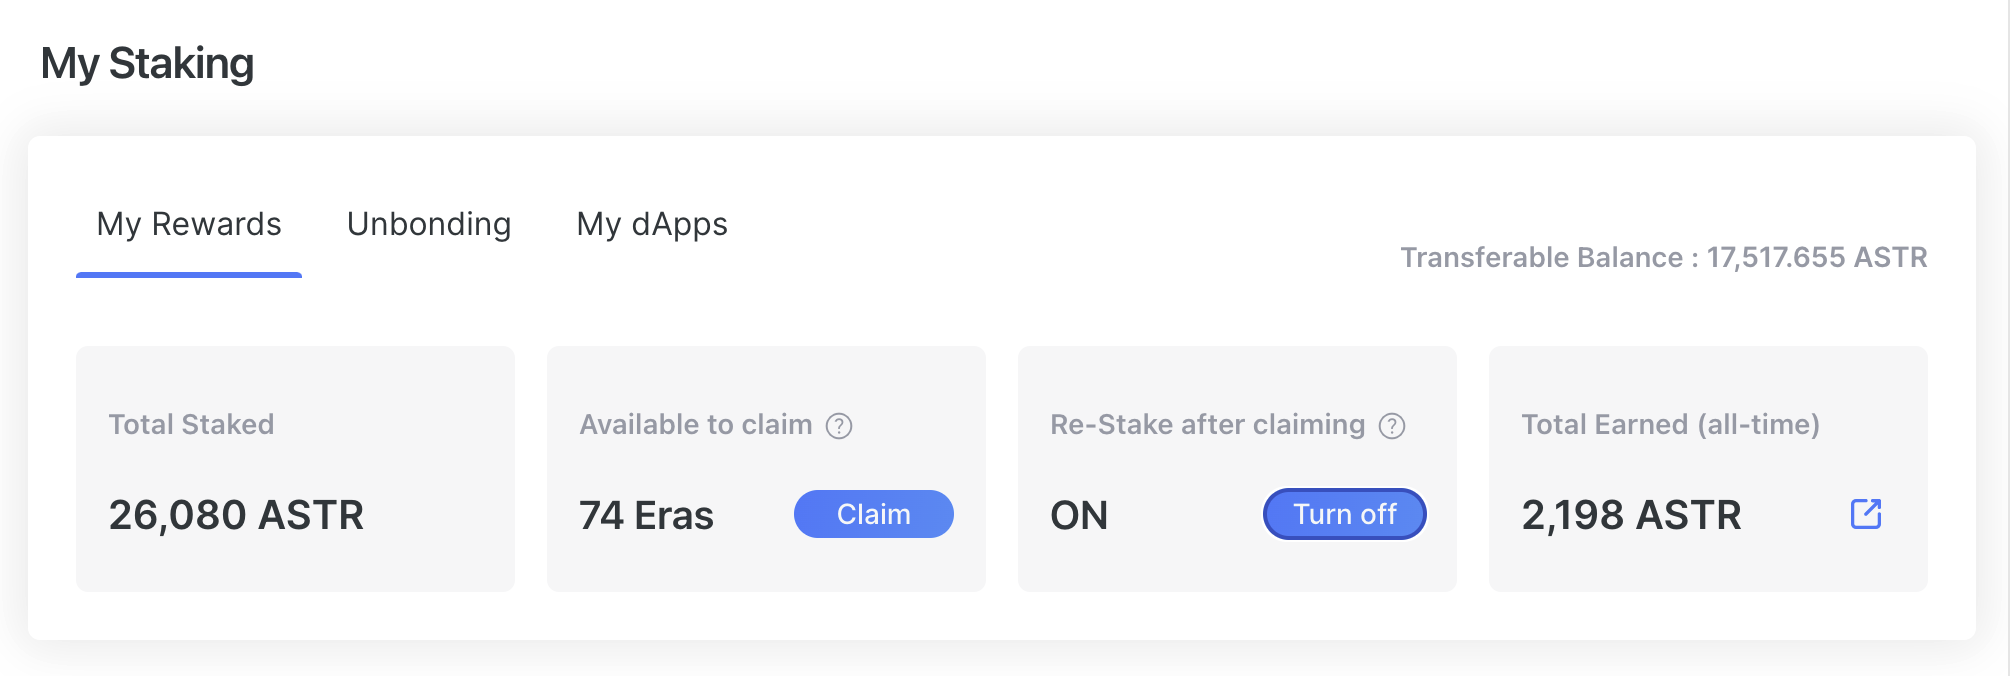 My Staking
My Rewards Unbonding My dApps
Transferable Balance : 17,517.655 ASTR
Total Staked
26,080 ASTR
Available to claim ?
74 Eras Claim
Re-Stake after claiming ?
ON Turn off
Total Earned (all-time)
2,198 ASTR